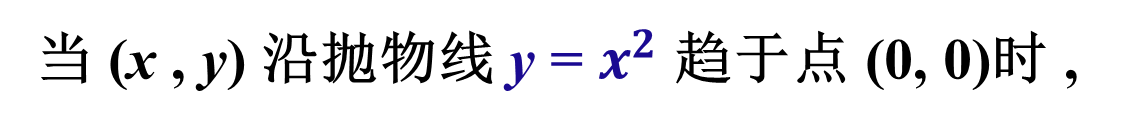 当 (x , y) 沿抛物线 y = x² 趋于点 (0, 0)时 ,